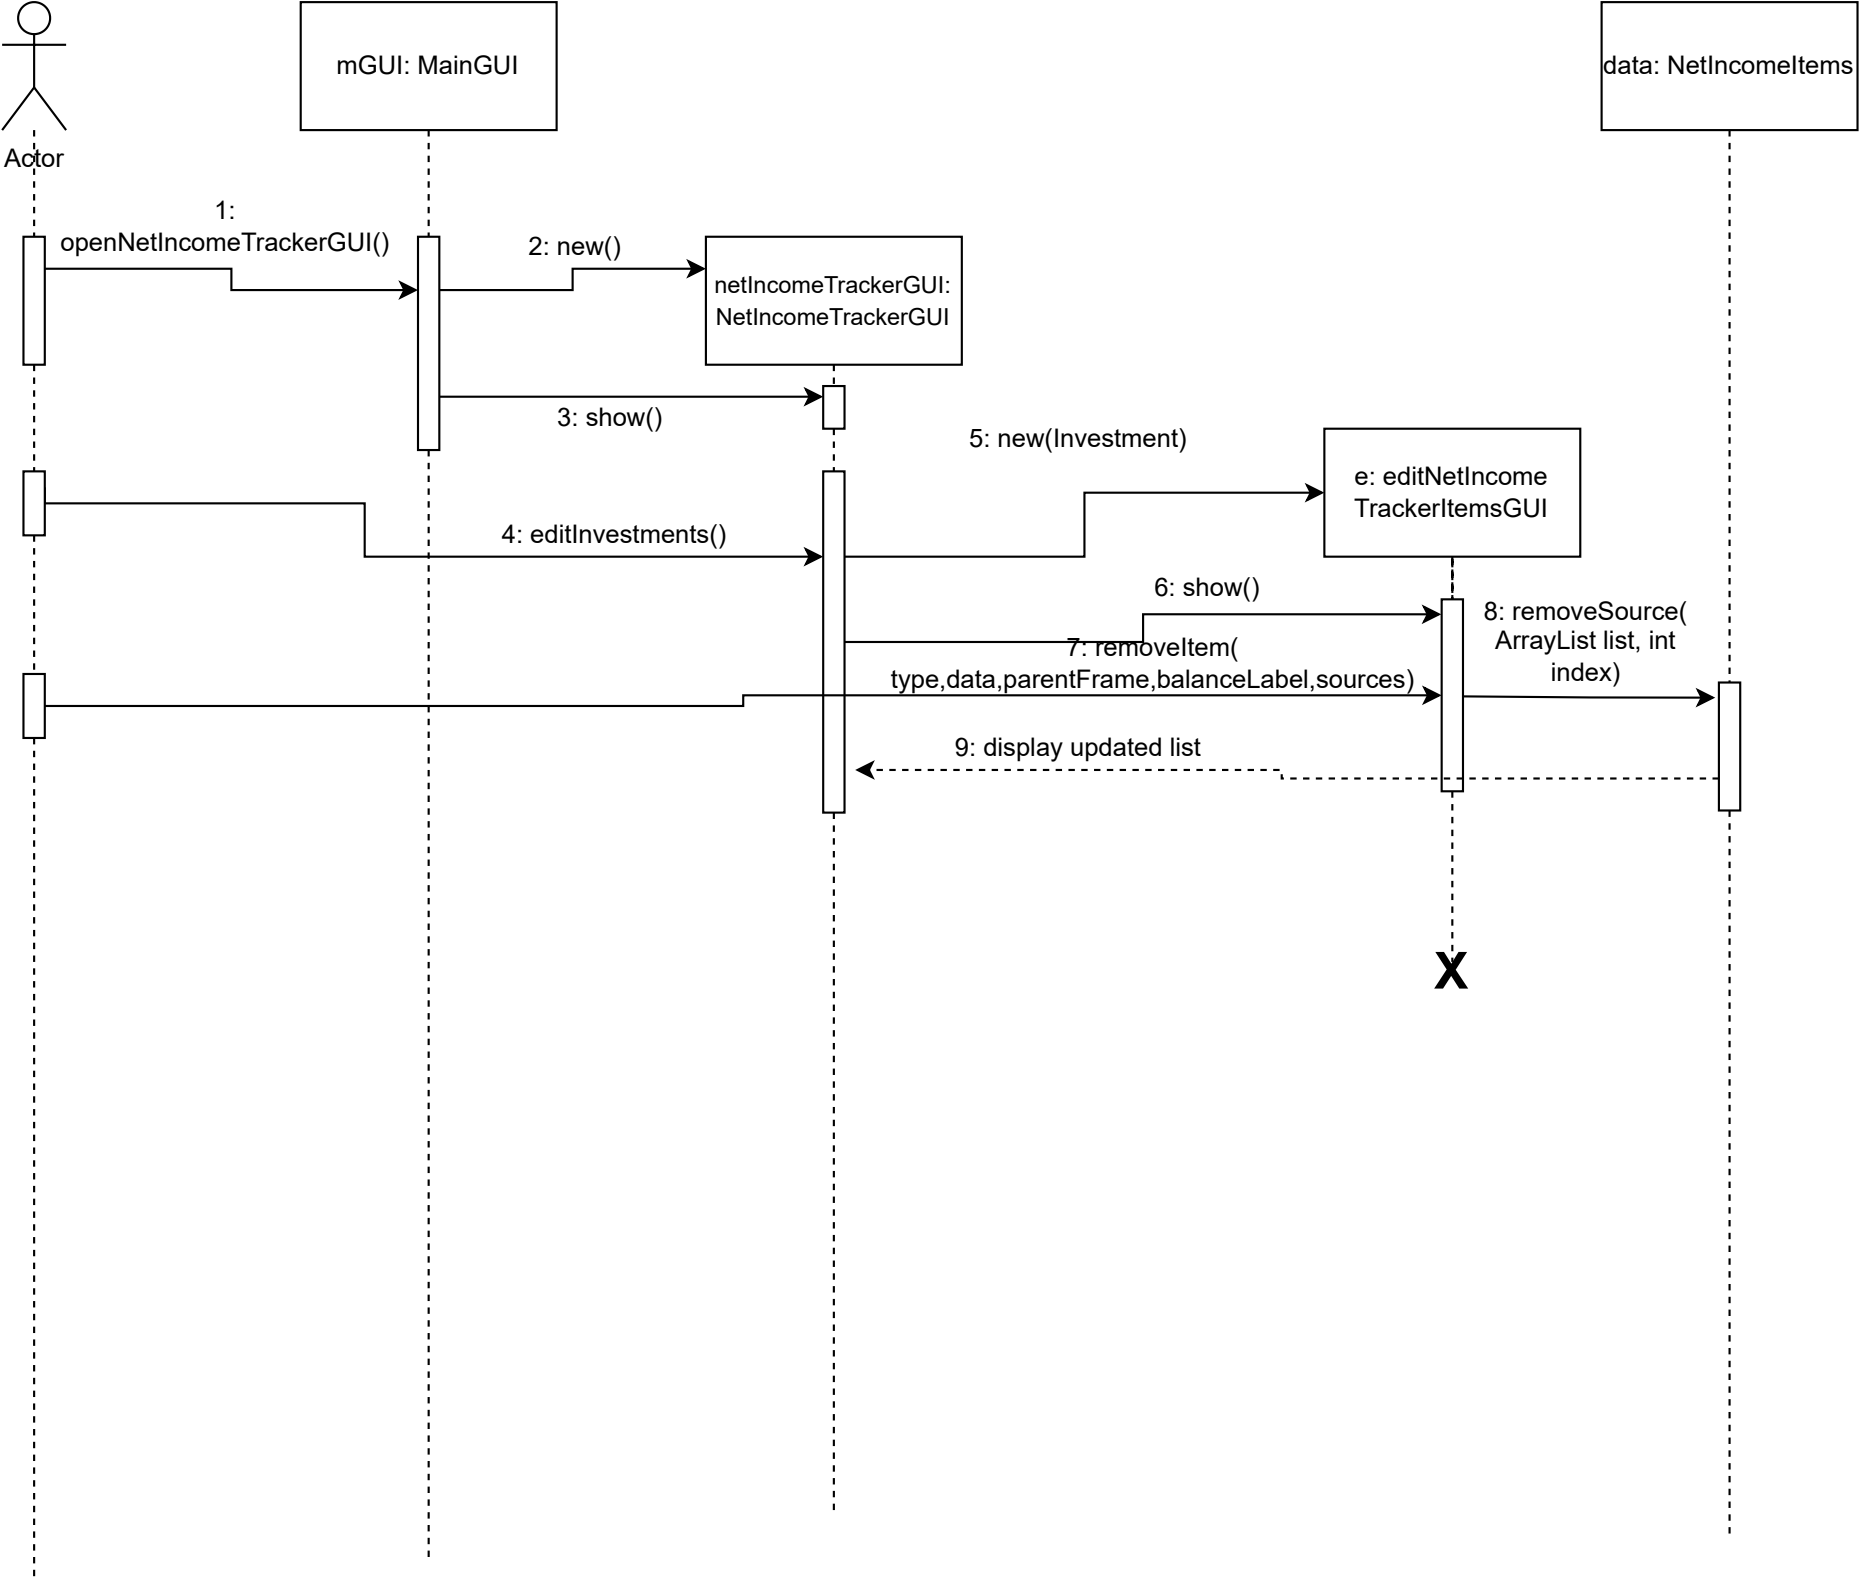 mGUI: MainGUI
data: NetIncomeItems
Actor
1:
openNetIncomeTrackerGUI()
2: new()
netIncomeTrackerGUI:
NetIncomeTrackerGUI
3: show()
5: new(Investment)
e: editNetIncome
TrackerItemsGUI
4: editInvestments()
6: show()
8: removeSource(
ArrayList list, int
index)
7: removeItem(
type,data,parentFrame,balanceLabel,sources)
9: display updated list
X